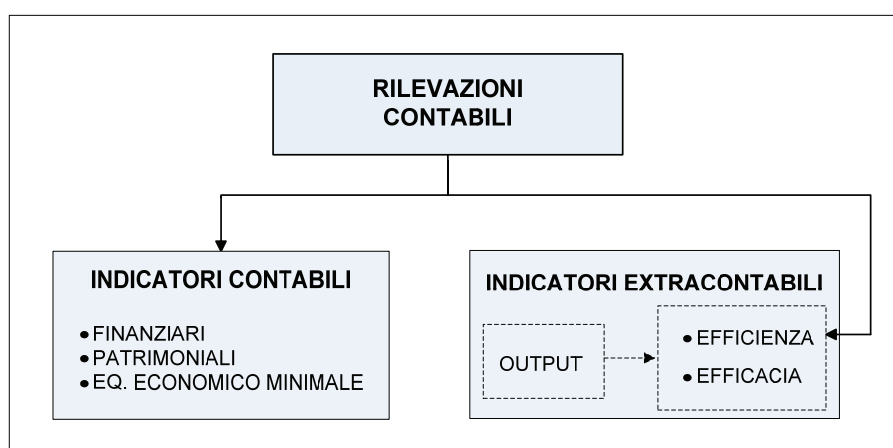 RILEVAZIONI
CONTABILI
INDICATORI CONTABILI
• FINANZIARI
• PATRIMONIALI
• EQ. ECONOMICO MINIMALE
INDICATORI EXTRACONTABILI
OUTPUT
• EFFICIENZA
• EFFICACIA